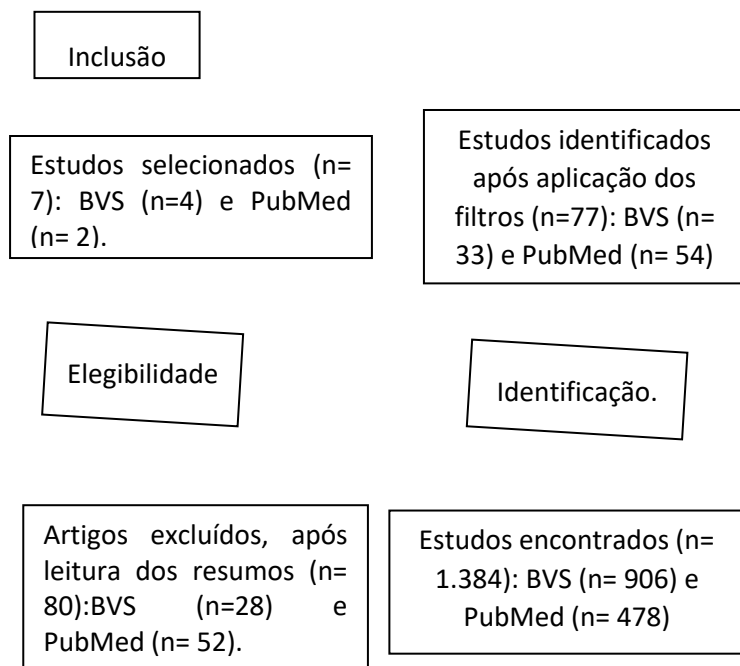 Inclusão
Estudos selecionados (n=
7): BVS (n=4) e PubMed
(n= 2).
Estudos identificados
após aplicação dos
filtros (n=77): BVS (n=
33) e PubMed (n= 54)
Elegibilidade
Identificação.
Artigos excluídos, após
leitura dos resumos (n=
80):BVS (n=28) e
PubMed (n= 52).
Estudos encontrados (n=
1.384): BVS (n= 906) e
PubMed (n= 478)